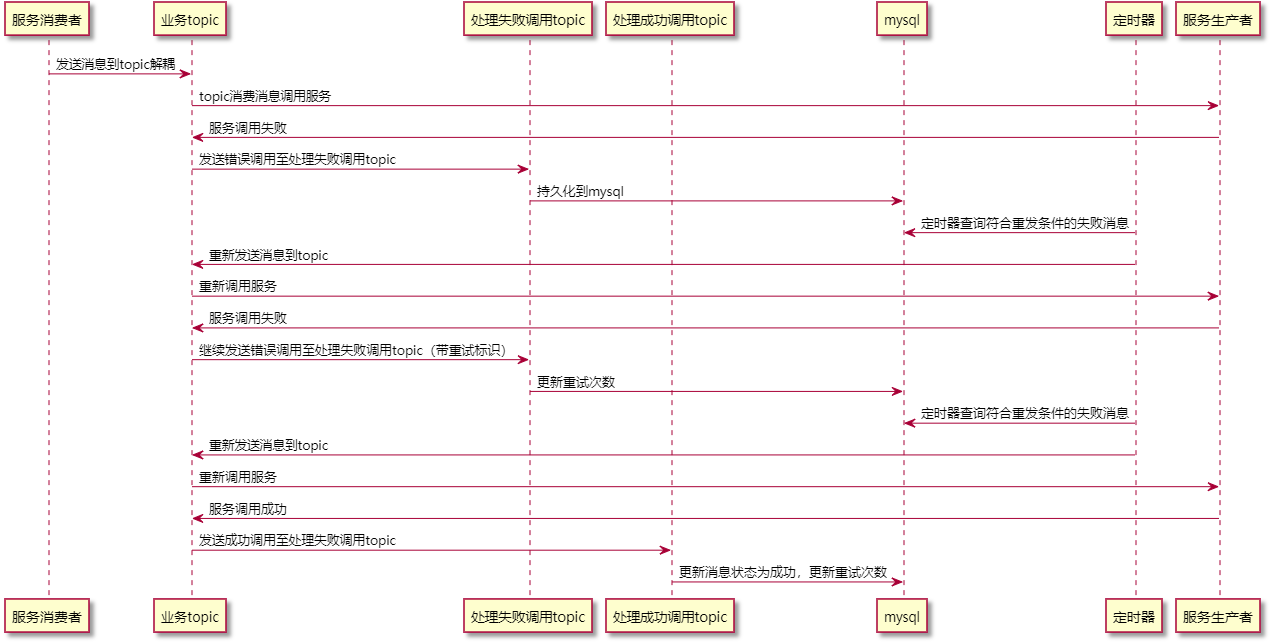 服务消费者
业务topic
处理失败调用topic
处理成功调用topic
mysql
定时器
服务生产者
发送消息到topic解耦
topic消费消息调用服务
服务调用失败
发送错误调用至处理失败调用topic
持久化到mysql
定时器查询符合重发条件的失败消息
重新发送消息到topic
重新调用服务
服务调用失败
继续发送错误调用至处理失败调用topic（带重试标识）
更新重试次数
定时器查询符合重发条件的失败消息
重新发送消息到topic
重新调用服务
服务调用成功
发送成功调用至处理失败调用topic
更新消息状态为成功，更新重试次数
服务消费者
业务topic
处理失败调用topic
处理成功调用topic
mysql
定时器
服务生产者